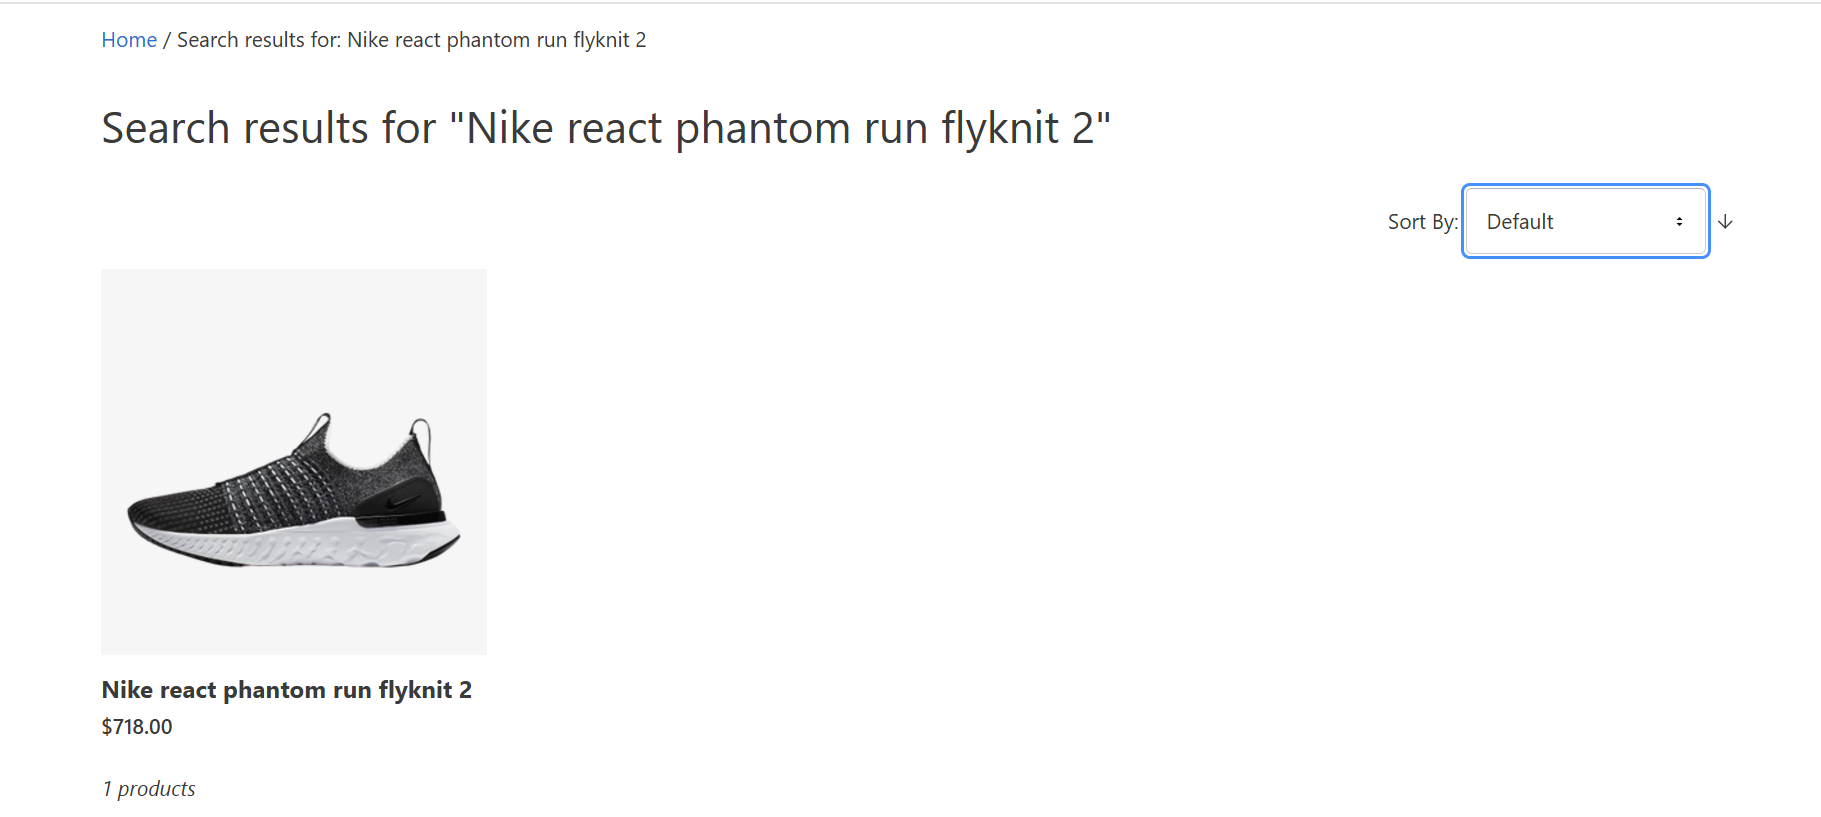 Home / Search results for: Nike react phantom run flyknit 2
Search results for "Nike react phantom run flyknit 2"
Sort By: Default
Nike react phantom run flyknit 2
$718.00
1 products